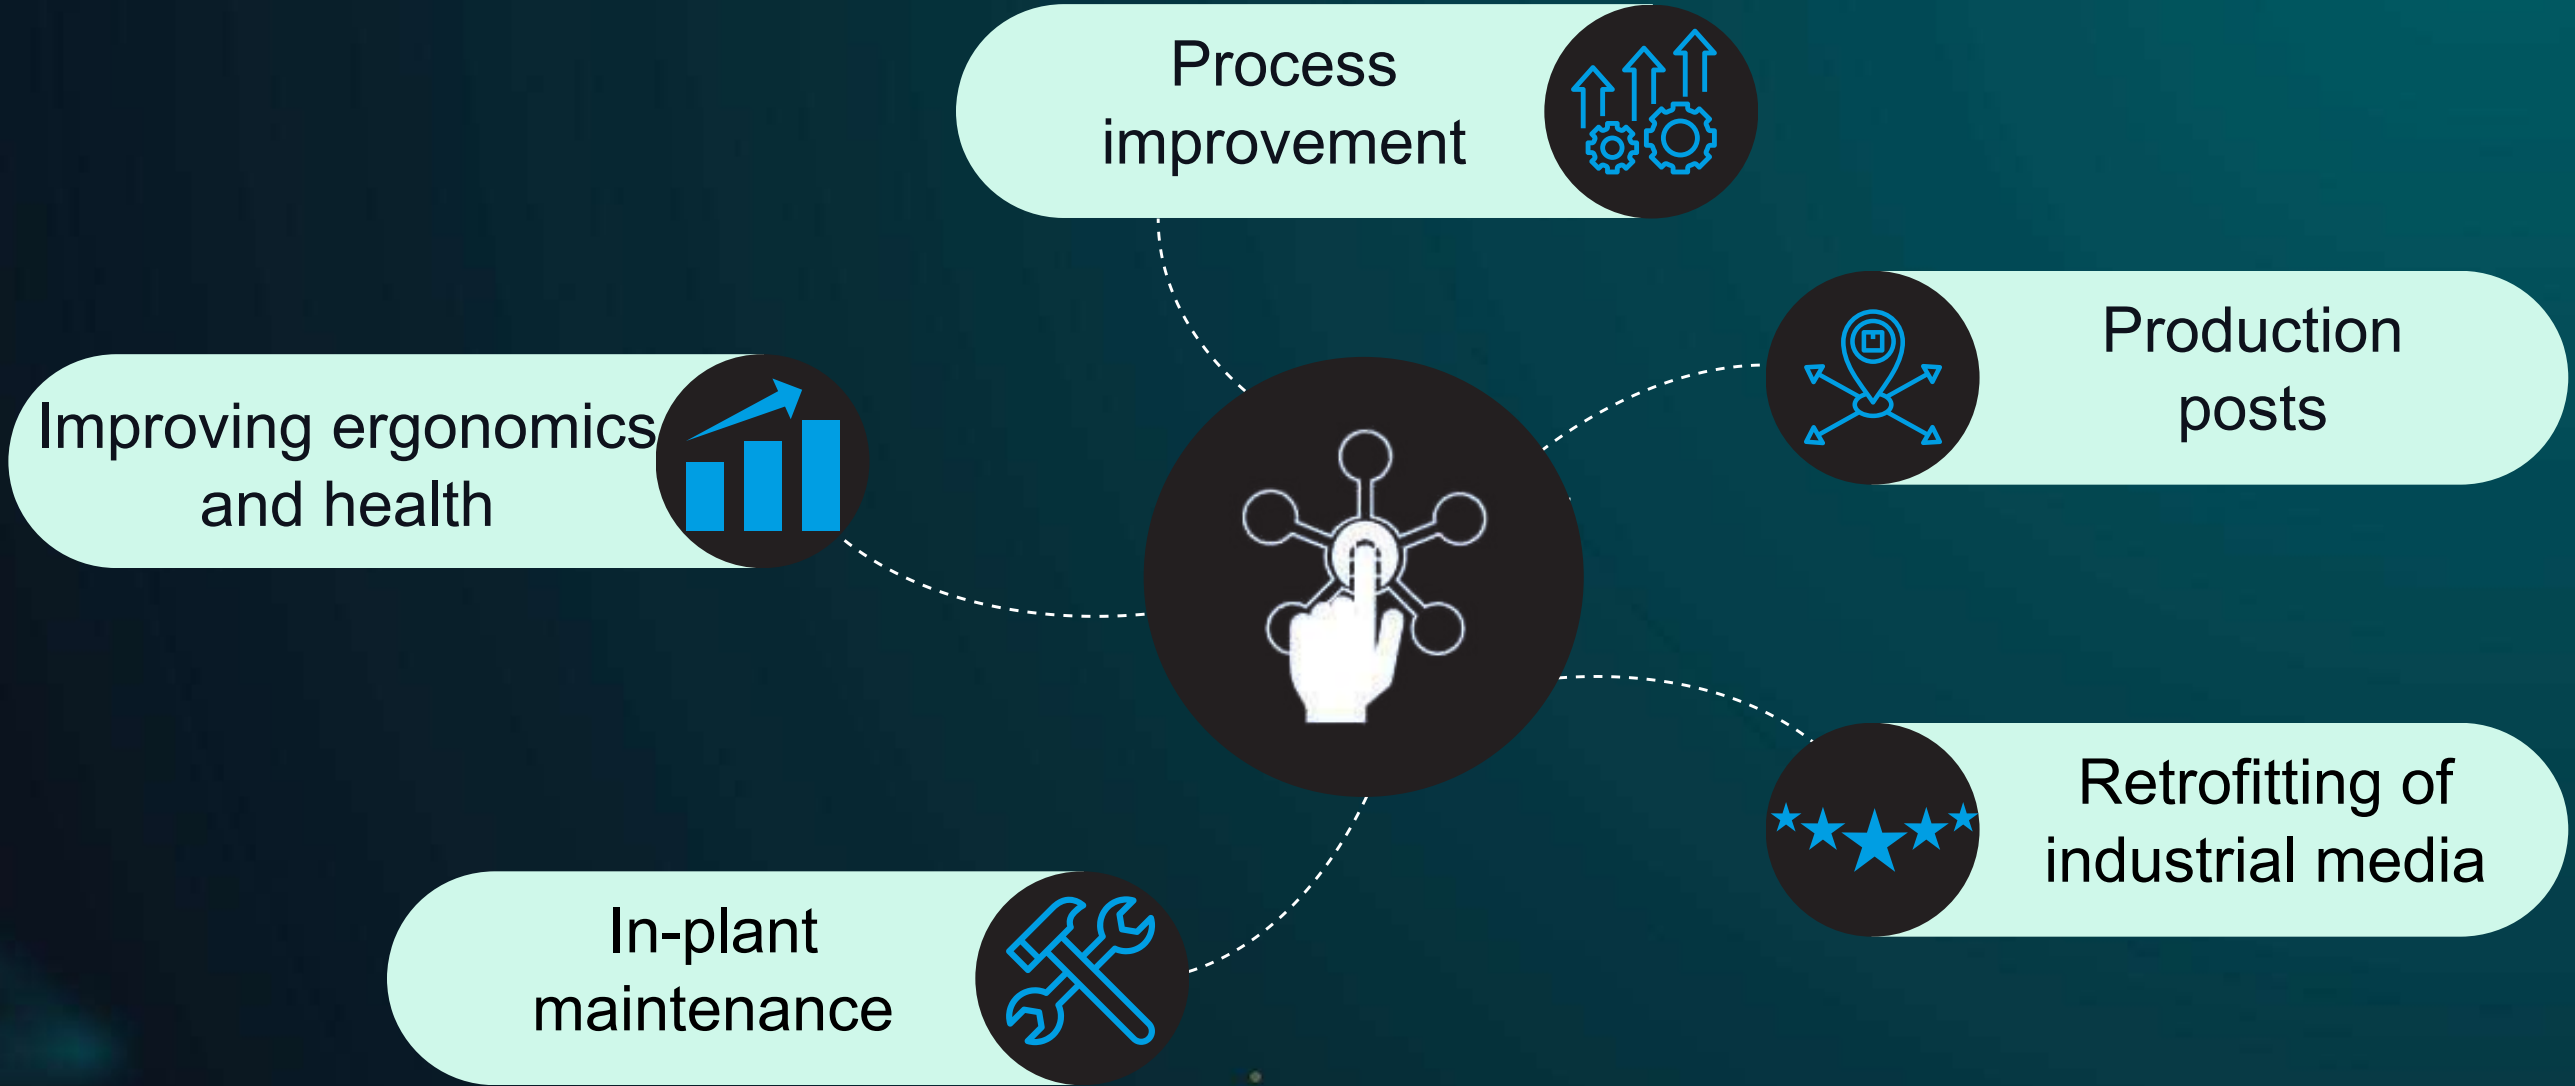 Process
improvement
Production
posts
Improving ergonomics
and health
Retrofitting of
industrial media
In-plant
maintenance